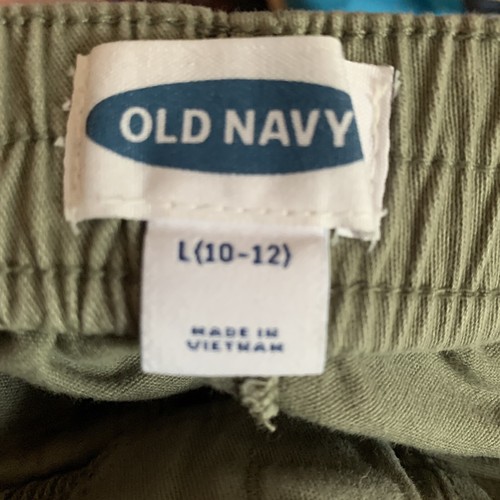 OLD NAVY
L(10-12)
MADE IN
VIETNAM